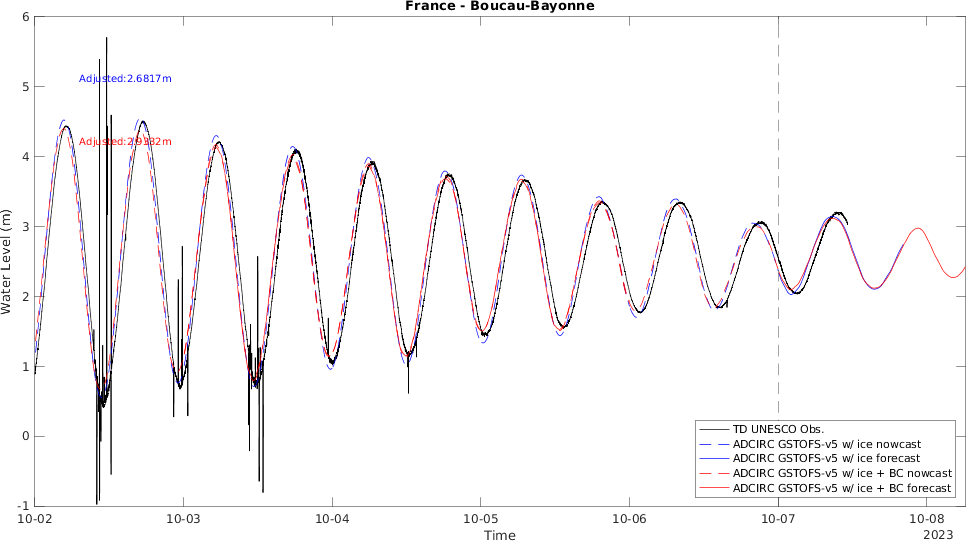 France - Boucau-Bayonne
6
5
4
3
2
1
0
-1
Water Level (m)
Adjusted:2.6817m
10-02
10-03
10-04
10-05
10-06
10-07
10-08
Time
2023
TD UNESCO Obs.
ADCIRC GSTOFS-v5 w/ ice nowcast
ADCIRC GSTOFS-v5 w/ ice forecast
ADCIRC GSTOFS-v5 w/ ice + BC nowcast
ADCIRC GSTOFS-v5 w/ ice + BC forecast